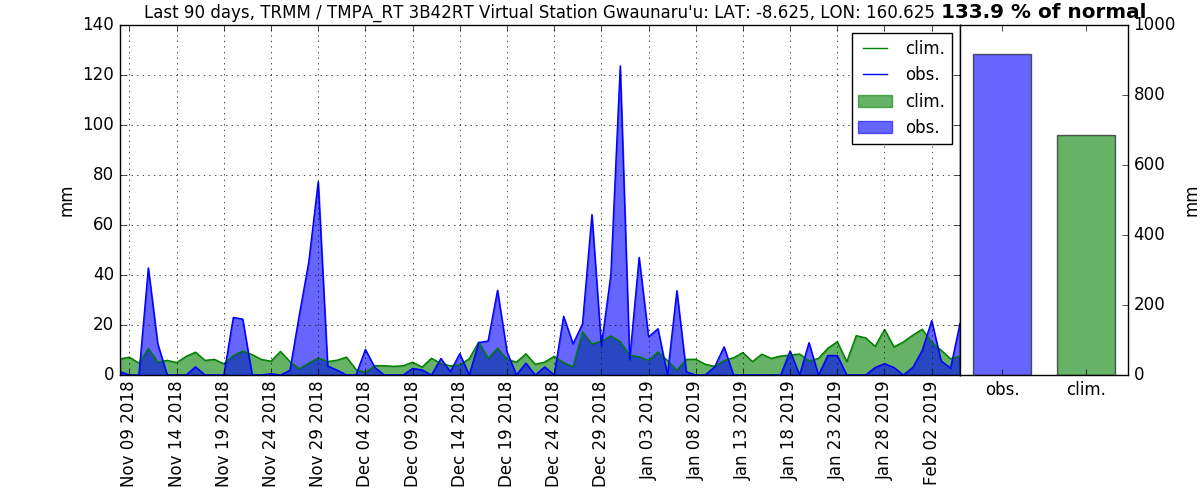 Last 90 days, TRMM / TMPA_RT 3B42RT Virtual Station Gwaunaru'u: LAT: -8.625, LON: 160.625 133.9 % of normal
140
120
100
80
60
40
20
0
mm
clim.
obs.
clim.
obs.
1000
800
600
400
200
0
mm
obs.
clim.
Nov 09 2018
Nov 14 2018
Nov 19 2018
Nov 24 2018
Nov 29 2018
Dec 04 2018
Dec 09 2018
Dec 14 2018
Dec 19 2018
Dec 24 2018
Dec 29 2018
Jan 03 2019
Jan 08 2019
Jan 13 2019
Jan 18 2019
Jan 23 2019
Jan 28 2019
Feb 02 2019